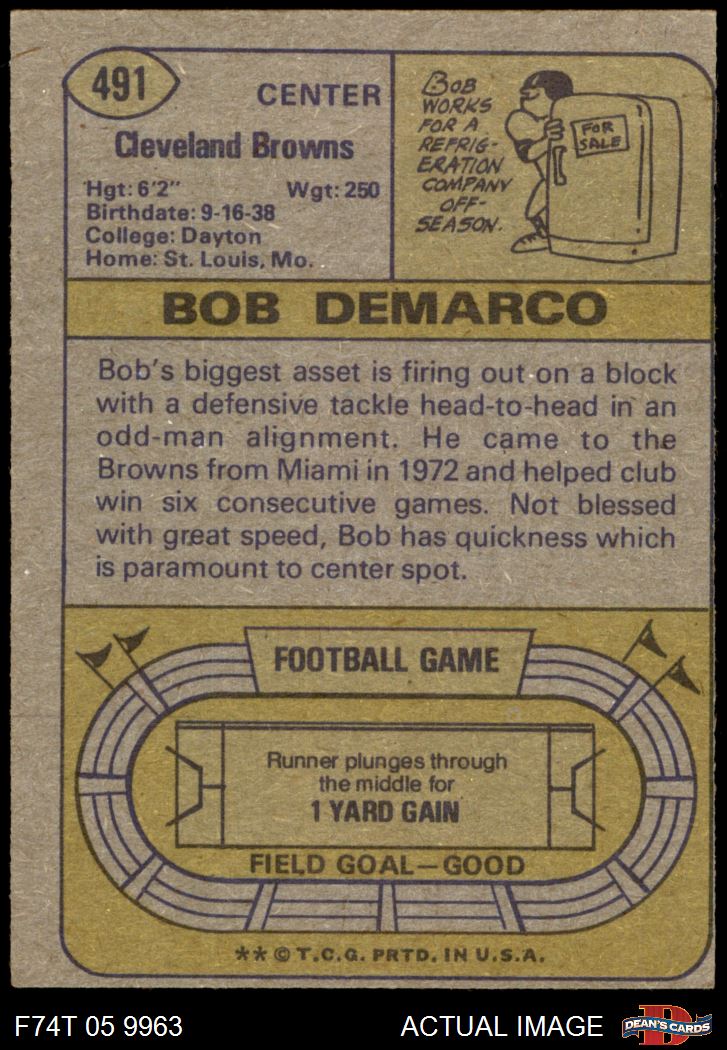 491
CENTER
Cleveland Browns
Hgt: 6'2" Wgt: 250
Birthdate: 9-16-38
College: Dayton
Home: St. Louis, Mo.
BOB
WORKS
FOR A
REFRIG-
ERATION
COMPANY
OFF-
SEASON.
FOR
SALE
BOB DEMARCO
Bob's biggest asset is firing out on a block
with a defensive tackle head-to-head in an
odd-man alignment. He came to the
Browns from Miami in 1972 and helped club
win six consecutive games. Not blessed
with great speed, Bob has quickness which
is paramount to center spot.
FOOTBALL GAME
Runner plunges through
the middle for
1 YARD GAIN
FIELD GOAL—GOOD
** © T.C.G. PRTD. IN U.S.A.
F74T 05 9963 ACTUAL IMAGE
D
DEAN'S CARDS